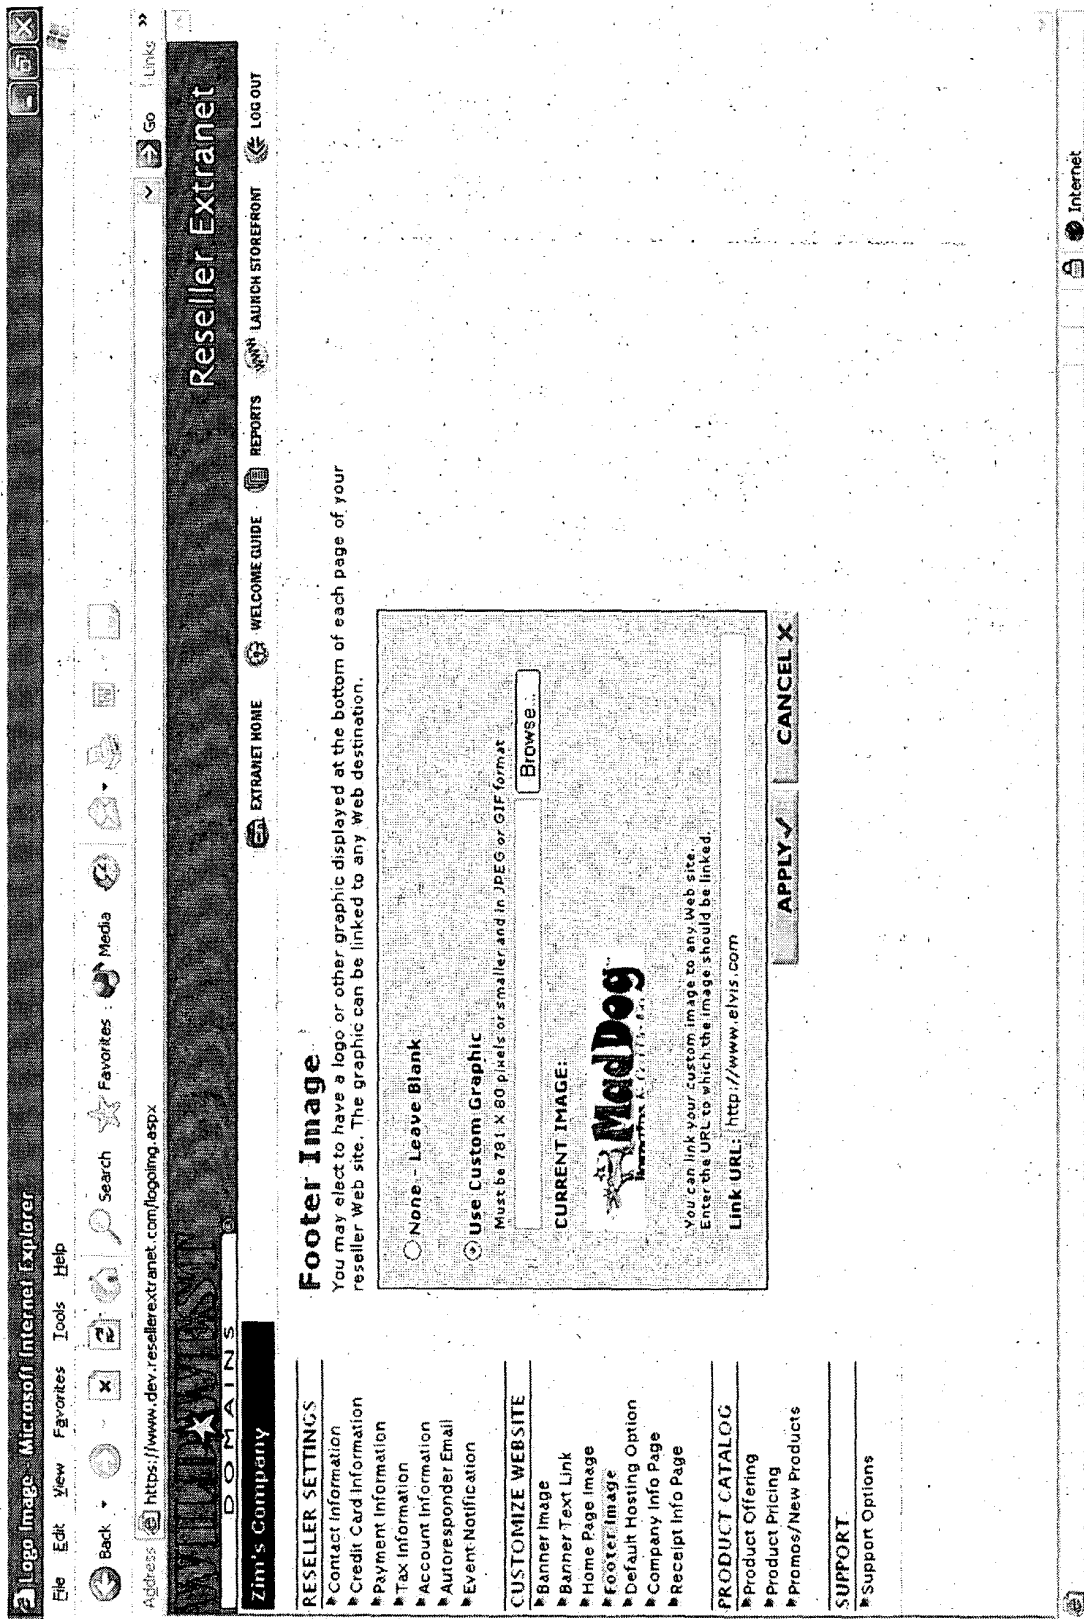 Logo Image - Microsoft Internet Explorer
File Edit View Favorites Tools Help
Back Search Favorites Media
Address https://www.dev.resellerextranet.com/logoimg.aspx Go Links »
WILD WEST
DOMAINS
Reseller Extranet
Zim's Company
EXTRANET HOME WELCOME GUIDE REPORTS LAUNCH STOREFRONT LOG OUT
RESELLER SETTINGS
Contact Information
Credit Card Information
Payment Information
Tax Information
Account Information
Autoresponder Email
Event Notification
CUSTOMIZE WEBSITE
Banner Image
Banner Text Link
Home Page Image
Footer Image
Default Hosting Option
Company Info Page
Receipt Info Page
PRODUCT CATALOG
Product Offering
Product Pricing
Promos/New Products
SUPPORT
Support Options
Footer Image
You may elect to have a logo or other graphic displayed at the bottom of each page of your
reseller Web site. The graphic can be linked to any Web destination.
None - Leave Blank
Use Custom Graphic
Must be 781 X 80 pixels or smaller and in JPEG or GIF format
Browse...
CURRENT IMAGE:
Mad Dog
You can link your custom image to any Web site.
Enter the URL to which the image should be linked.
Link URL: http://www.elvis.com
APPLY CANCEL X
Internet